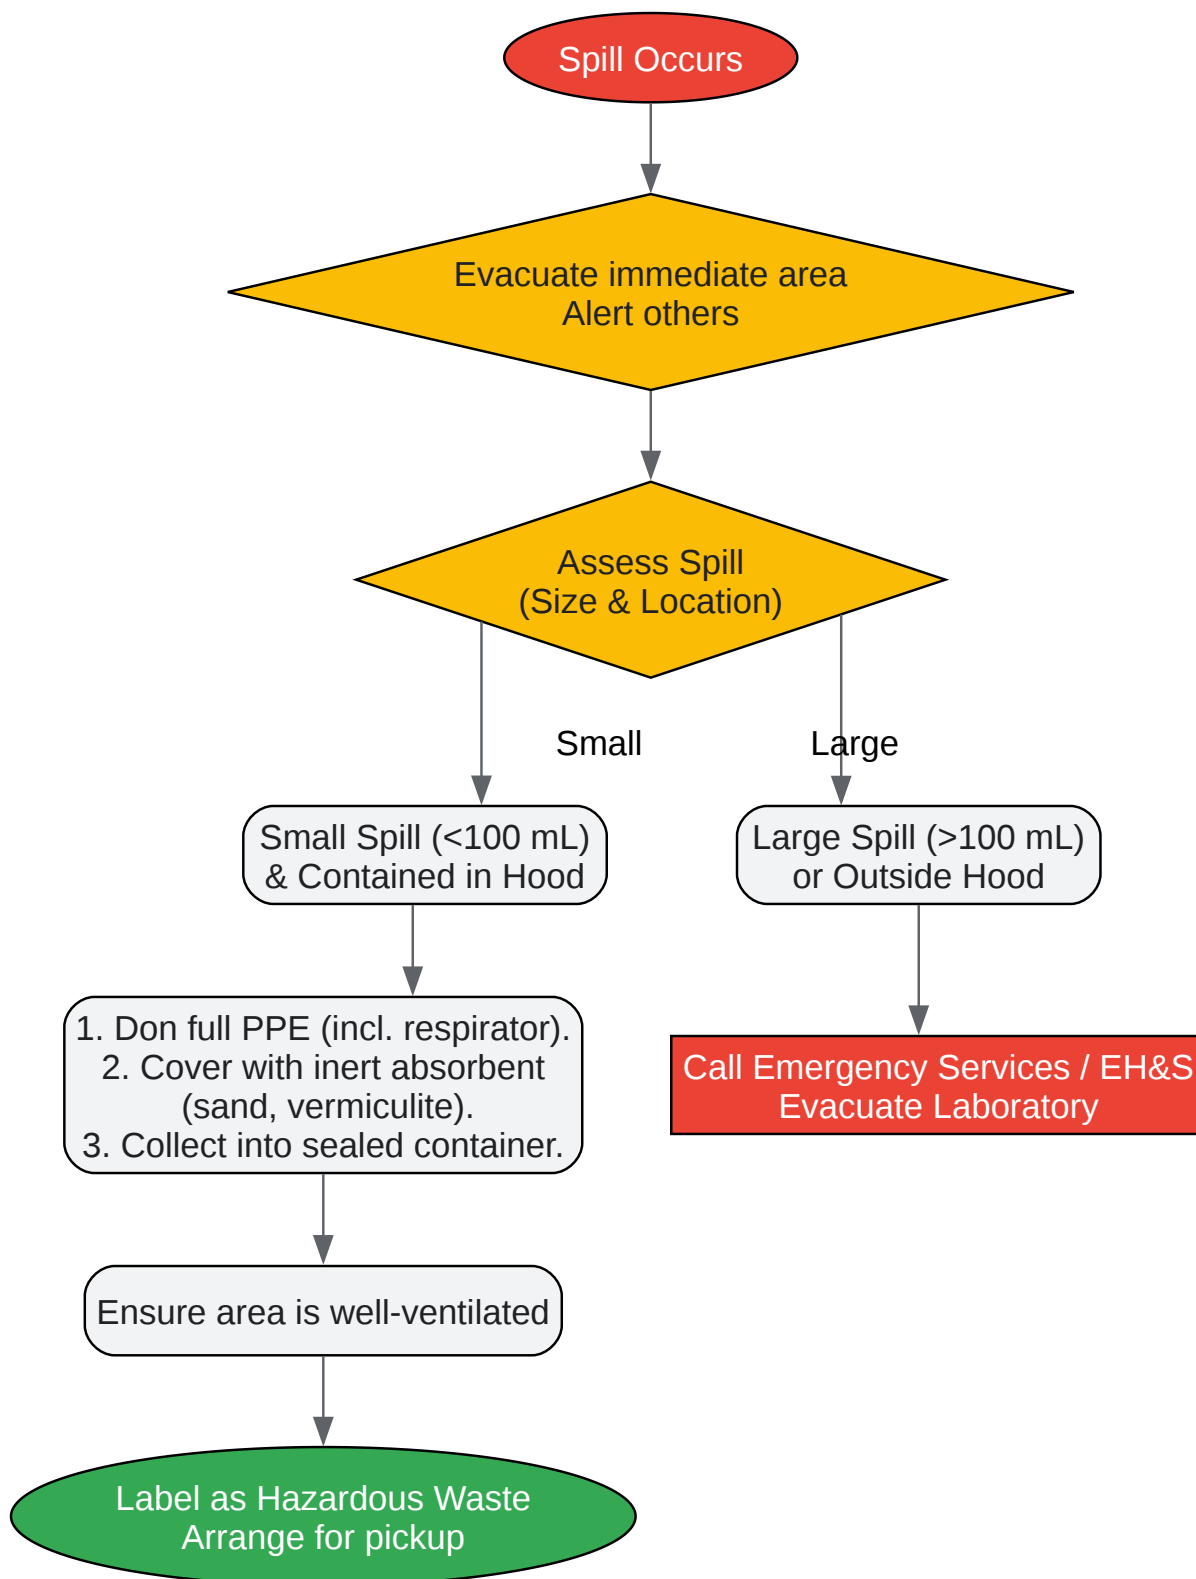 Spill Occurs
Evacuate immediate area
Alert others
Assess Spill
(Size & Location)
Small
Large
Small Spill (<100 mL)
& Contained in Hood
Large Spill (>100 mL)
or Outside Hood
1. Don full PPE (incl. respirator).
2. Cover with inert absorbent
(sand, vermiculite).
3. Collect into sealed container.
Call Emergency Services / EH&S
Evacuate Laboratory
Ensure area is well-ventilated
Label as Hazardous Waste
Arrange for pickup